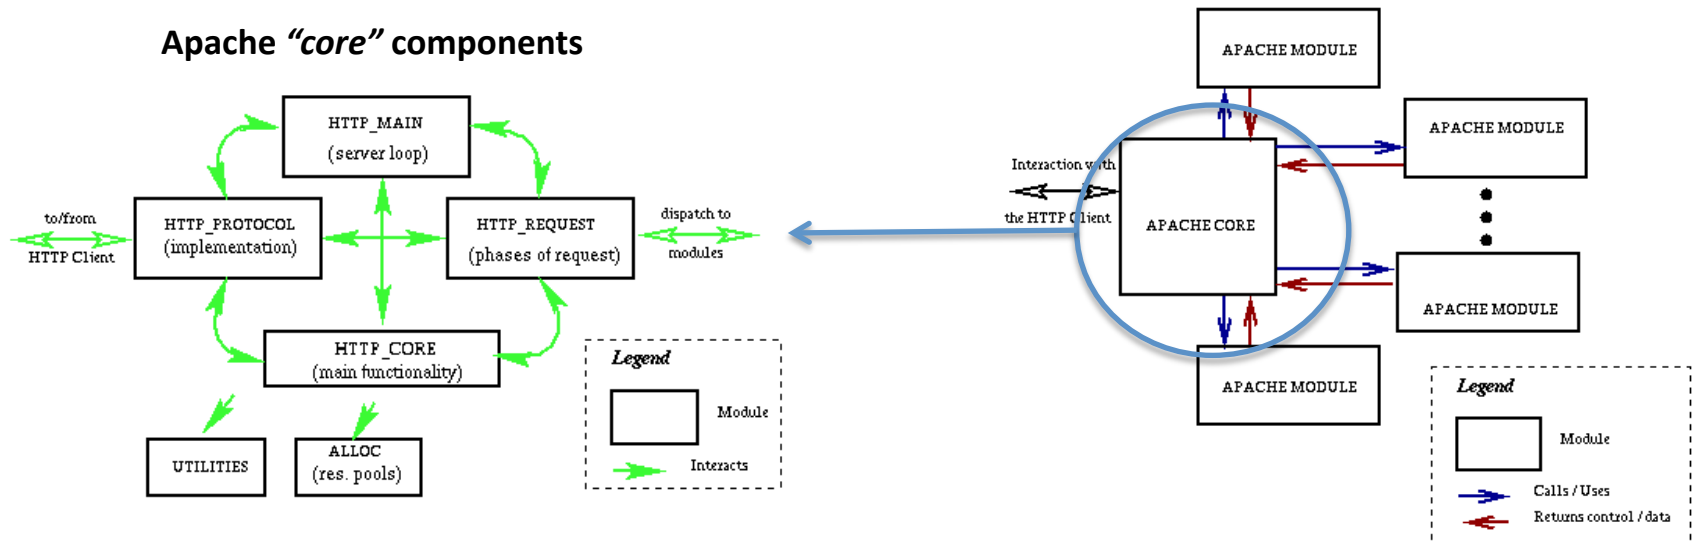 Apache “core” components
HTTP_MAIN
(server loop)
to/from
HTTP Client
HTTP_PROTOCOL
(implementation)
HTTP_REQUEST
(phases of request)
dispatch to
modules
HTTP_CORE
(main functionality)
UTILITIES
ALLOC
(res. pools)
Legend
Module
Interacts
APACHE MODULE
APACHE MODULE
Interaction with
the HTTP Client
APACHE CORE
APACHE MODULE
APACHE MODULE
Legend
Module
Calls / Uses
Returns control / data